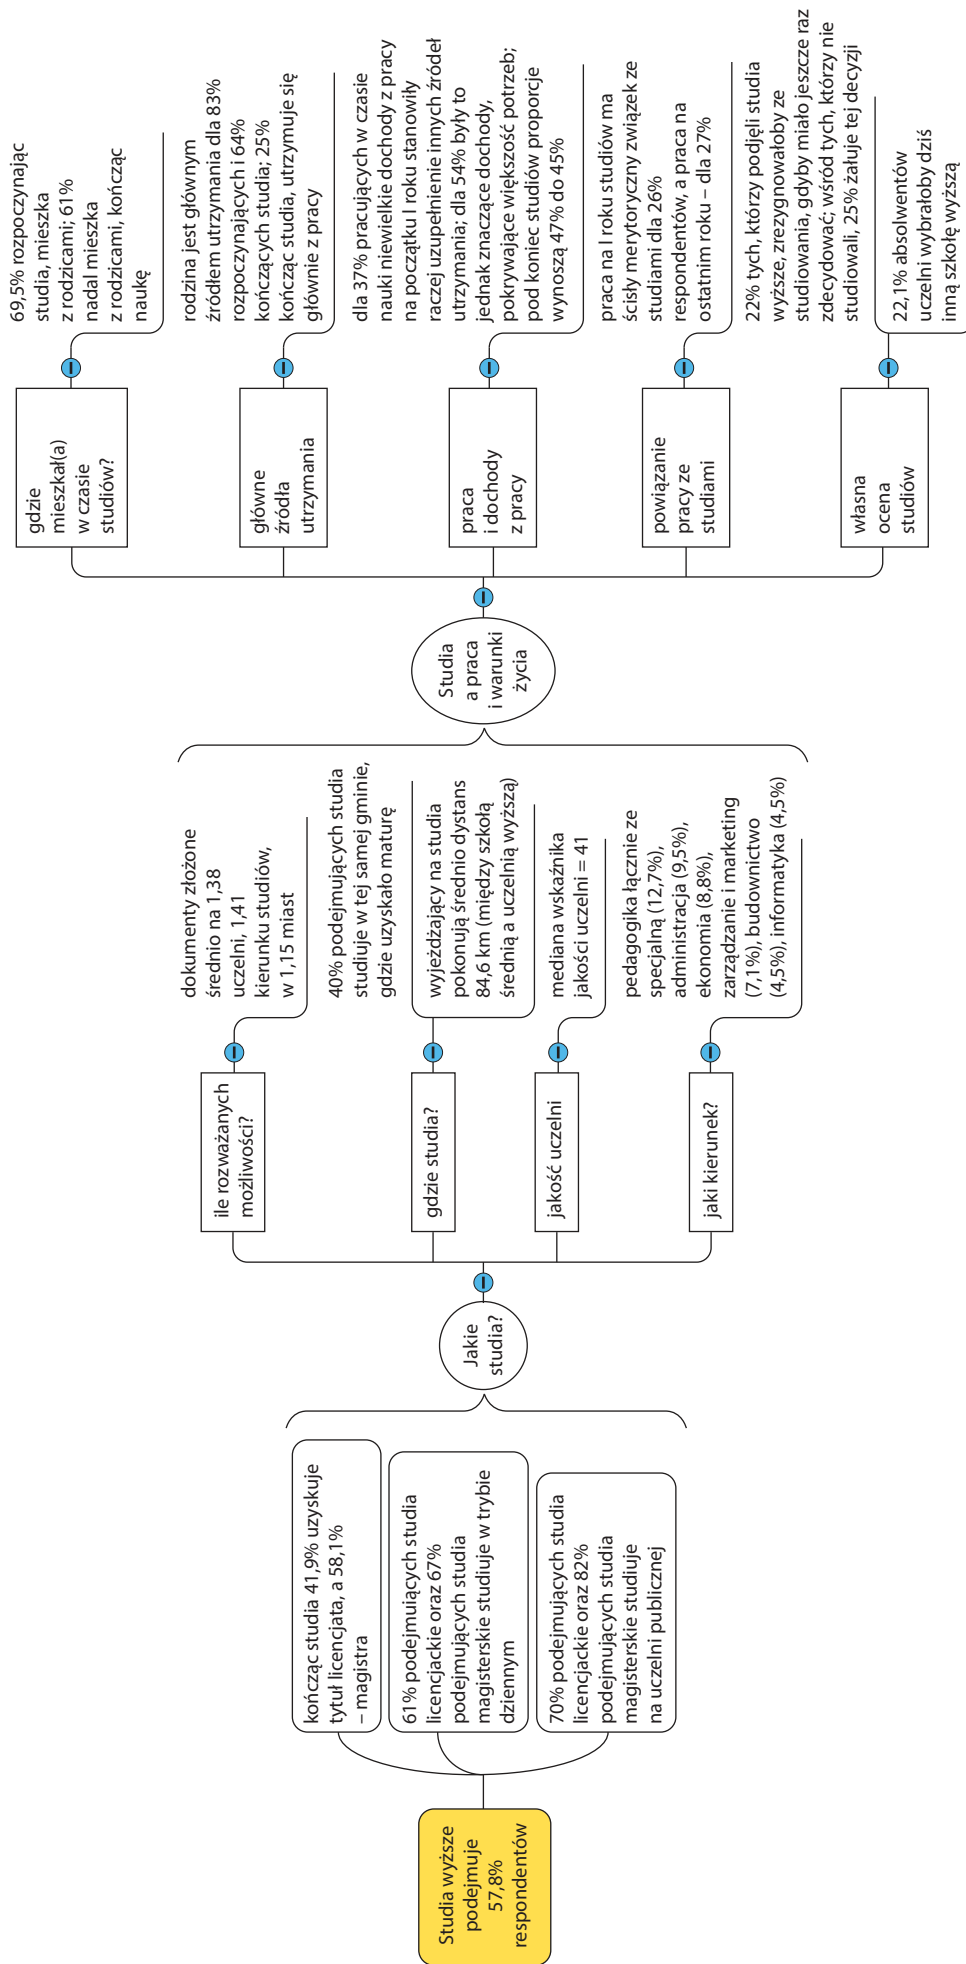 Studia wyższe
podejmuje
57,8%
respondentów
kończąc studia 41,9% uzyskuje
tytuł licencjata, a 58,1%
– magistra
61% podejmujących studia
licencjackie oraz 67%
podejmujących studia
magisterskie studiuje w trybie
dziennym
70% podejmujących studia
licencjackie oraz 82%
podejmujących studia
magisterskie studiuje
na uczelni publicznej
Jakie
studia?
ile rozważanych
możliwości?
dokumenty złożone
średnio na 1,38
uczelni, 1,41
kierunku studiów,
w 1,15 miast
gdzie studia?
40% podejmujących studia
studiuje w tej samej gminie,
gdzie uzyskało maturę
wyjeżdżający na studia
pokonują średnio dystans
84,6 km (między szkołą
średnią a uczelnią wyższą)
jakość uczelni
mediana wskaźnika
jakości uczelni = 41
jaki kierunek?
pedagogika łącznie ze
specjalną (12,7%),
administracja (9,5%),
ekonomia (8,8%),
zarządzanie i marketing
(7,1%), budownictwo
(4,5%), informatyka (4,5%)
Studia
a praca
i warunki
życia
gdzie
mieszkał(a)
w czasie
studiów?
69,5% rozpoczynając
studia, mieszka
z rodzicami; 61%
nadal mieszka
z rodzicami, kończąc
naukę
główne
źródła
utrzymania
rodzina jest głównym
źródłem utrzymania dla 83%
rozpoczynających i 64%
kończących studia; 25%
kończąc studia, utrzymuje się
głównie z pracy
praca
i dochody
z pracy
dla 37% pracujących w czasie
nauki niewielkie dochody z pracy
na początku I roku stanowiły
raczej uzupełnienie innych źródeł
utrzymania; dla 54% były to
jednak znaczące dochody,
pokrywające większość potrzeb;
pod koniec studiów proporcje
wynoszą 47% do 45%
powiązanie
pracy ze
studiami
praca na I roku studiów ma
ścisły merytoryczny związek ze
studiami dla 26%
respondentów, a praca na
ostatnim roku – dla 27%
własna
ocena
studiów
22% tych, którzy podjęli studia
wyższe, zrezygnowałoby ze
studiowania, gdyby miało jeszcze raz
zdecydować; wśród tych, którzy nie
studiowali, 25% żałuje tej decyzji
22,1% absolwentów
uczelni wybrałoby dziś
inną szkołę wyższą